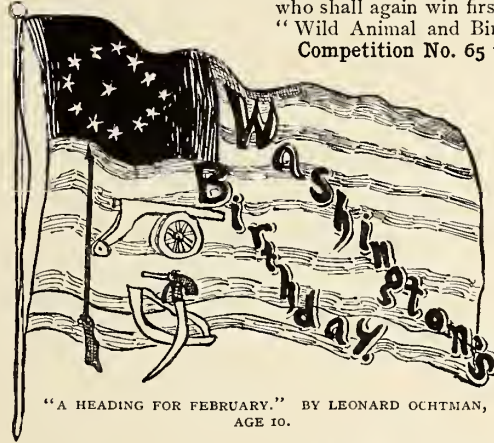 who shall again win firs
“ Wild Animal and Bir
Competition No. 65
Washington's
Birthday.
“A HEADING FOR FEBRUARY.” BY LEONARD OCHTMAN,
AGE 10.